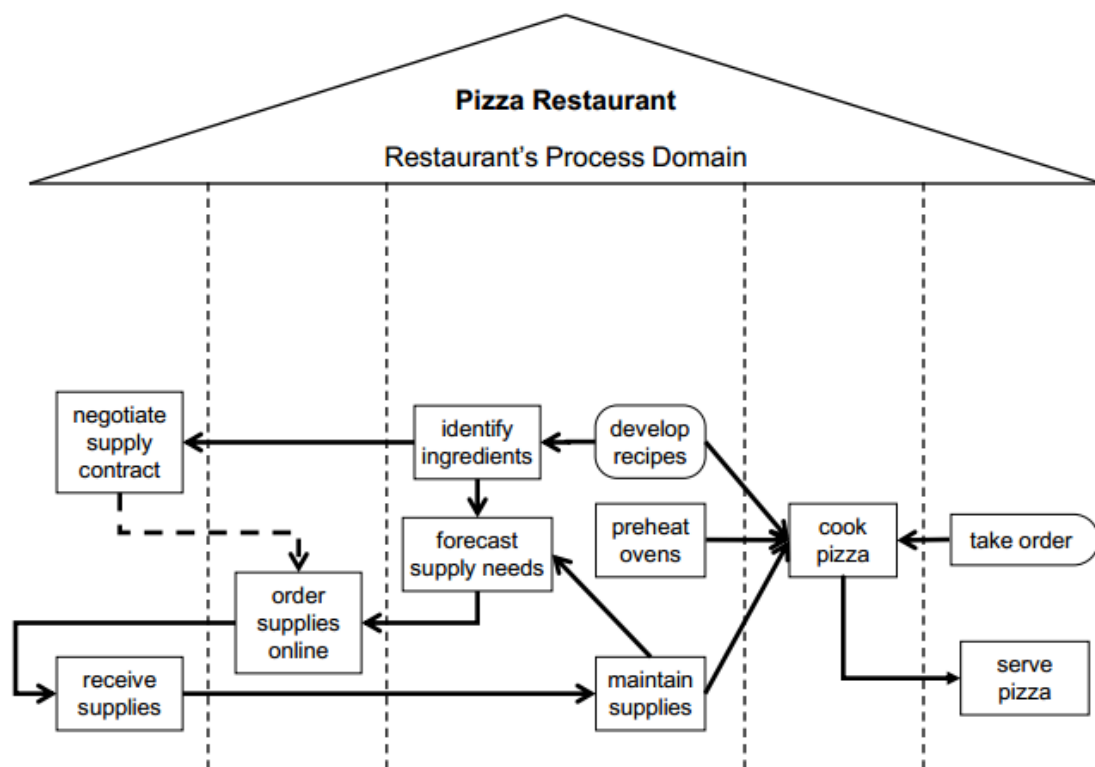 Pizza Restaurant
Restaurant's Process Domain
negotiate
supply
contract
identify
ingredients
develop
recipes
forecast
supply needs
preheat
ovens
cook
pizza
take order
order
supplies
online
receive
supplies
maintain
supplies
serve
pizza